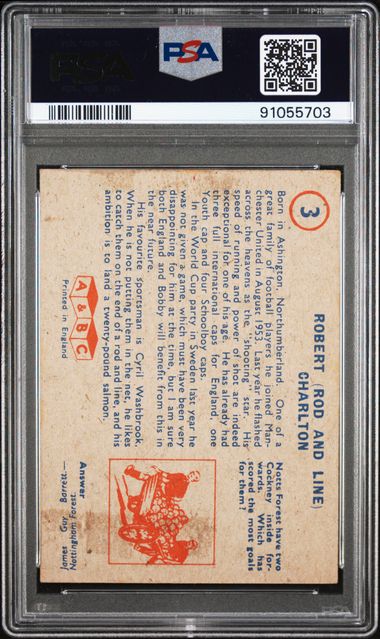 PSA
PSA
91055703
3
ROBERT (ROD AND LINE)
CHARLTON
Born in Ashington, Northumberland. One of a
great family of football players he joined Man-
chester United in August 1953. Last year he flashed
across the heavens as the 'shooting' star. His
speed of running and power of shot are indeed
exceptional for one of his age. He has already had
three full international caps for England, one
Youth cap and four Schoolboy caps.
In the World Cup party in Sweden last year he
was not given a game, which must have been very
disappointing for him at the time, but I am sure
both England and Bobby will benefit from this in
the near future.
His favourite sportsman is Cyril Washbrook.
When he is not putting them in the net, he likes
to catch them on the end of a rod and line, and his
ambition is to land a twenty-pound salmon.
A & B C
Printed in England
Notts Forest have two
Cockney inside for-
wards. Which has
scored the most goals
for them?
Answer
James Gur Barrett—
Nottingham Forest.